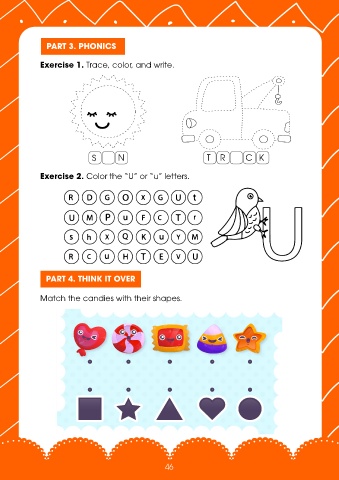 PART 3. PHONICS
Exercise 1. Trace, color, and write.
S N
T R C K
Exercise 2. Color the "U" or "u" letters.
R D G O X G U t
U M P u F c T r
s h X Q K u Y M
R c u H T E v U
U
PART 4. THINK IT OVER
Match the candies with their shapes.
46